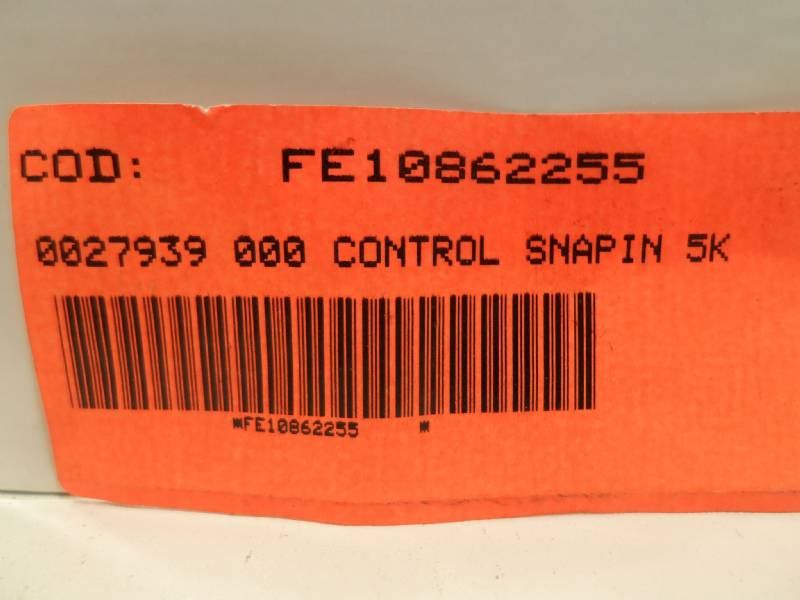 COD: FE10862255
0027939 000 CONTROL SNAPIN 5K
*FE10862255 *